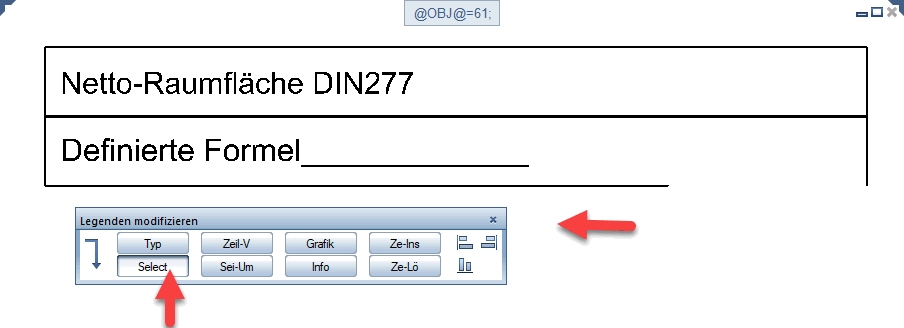 @OBJ@=61;
Netto-Raumfläche DIN277
Definierte Formel_______________
Legenden modifizieren
Typ Zeil-V Grafik Ze-Ins
Select Sei-Um Info Ze-Lö